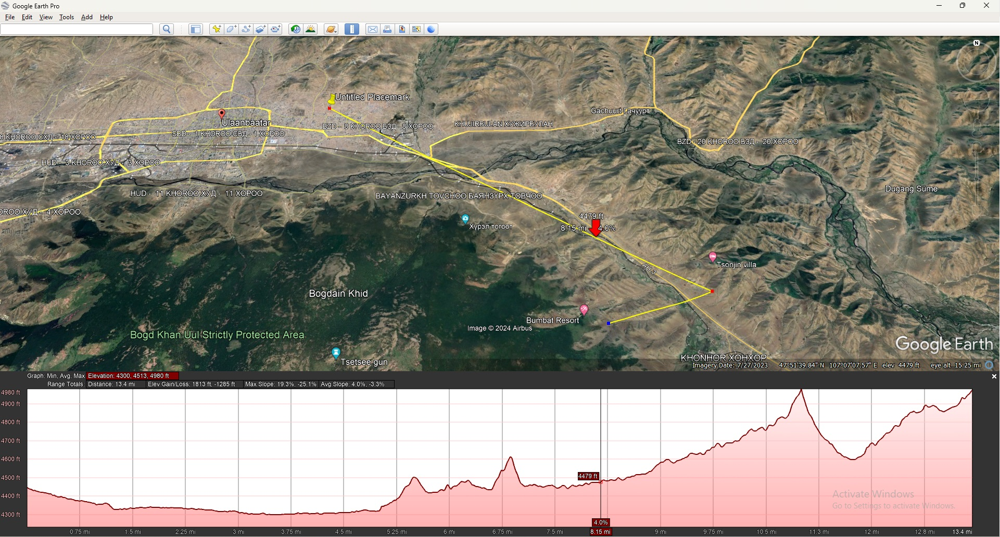 Google Earth Pro
File Edit View Tools Add Help
N
Untitled Placemark
Ulaanbaatar
Gachuurt Гачуурт
BZD - 8 KHOROO БЗД - 8 ХОРОО
KHUJIRBULAN ХУЖИРБУЛАН
SBD - 1 KHOROO СБД - 1 ХОРОО
8 KHOROO СХД - 18 ХОРОО
BZD - 20 KHOROO БЗД - 20 ХОРОО
HUD - 3 KHOROO ХУД - 3 ХОРОО
Dugang Süme
HUD - 11 KHOROO ХУД - 11 ХОРОО
BAYANZURKH TOVCHOO БАЯНЗҮРХ ТОВЧОО
OROO ХУД - 4 ХОРОО
4479 ft
8.15 mi 4.0%
Хүрэл тогоот
Tsonjin villa
AH-3
Bogdain Khid
Bumbat Resort
Image © 2024 Airbus
Bogd Khan Uul Strictly Protected Area
Google Earth
Tsetsee gun
KHONHOR ХОНХОР
Imagery Date: 7/27/2023 47°51'39.84" N 107°07'07.57" E elev 4479 ft eye alt 15.25 mi
Graph: Min, Avg, Max Elevation: 4300, 4513, 4980 ft
Range Totals: Distance: 13.4 mi Elev Gain/Loss: 1813 ft, -1285 ft Max Slope: 19.3%, -25.1% Avg Slope: 4.0%, -3.3%
4980 ft
4900 ft
4800 ft
4700 ft
4600 ft
4500 ft
4400 ft
4300 ft
4479 ft
4.0%
Activate Windows
Go to Settings to activate Windows.
0.75 mi 1.5 mi 2.25 mi 3 mi 3.75 mi 4.5 mi 5.25 mi 6 mi 6.75 mi 7.5 mi 8.15 mi 9 mi 9.75 mi 10.5 mi 11.3 mi 12 mi 12.8 mi 13.4 mi